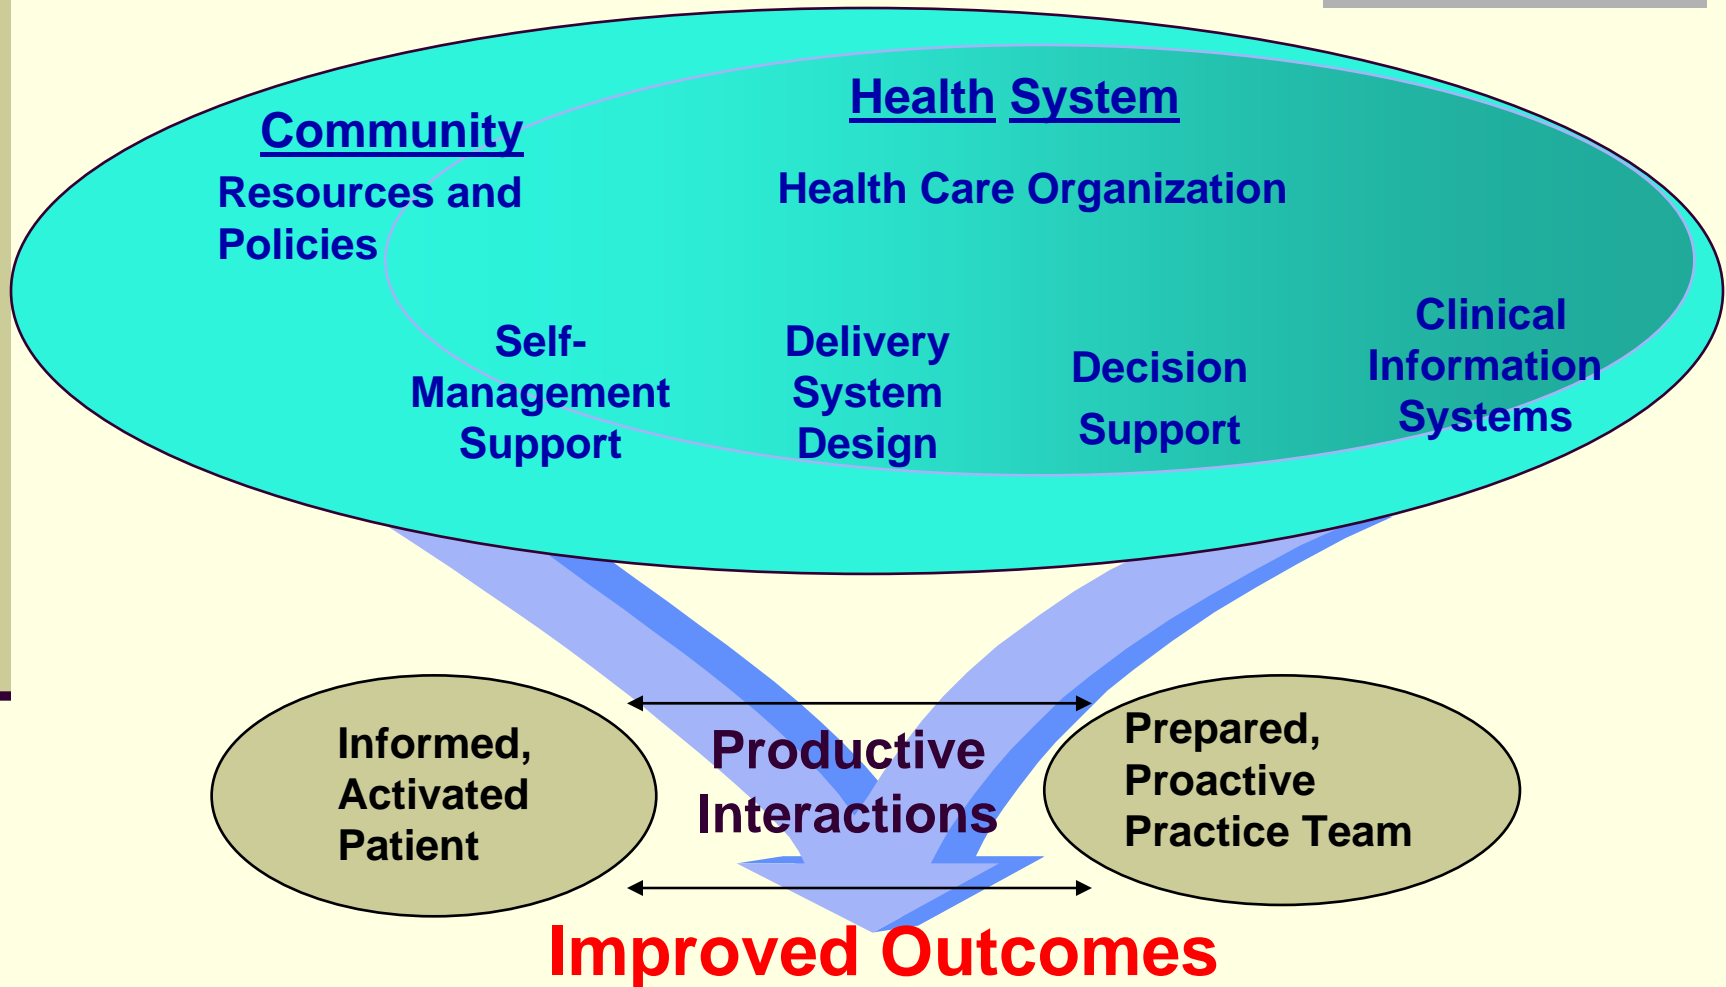 Health System
Community
Resources and
Policies
Health Care Organization
Self-
Management
Support
Delivery
System
Design
Decision
Support
Clinical
Information
Systems
Informed,
Activated
Patient
Productive
Interactions
Prepared,
Proactive
Practice Team
Improved Outcomes